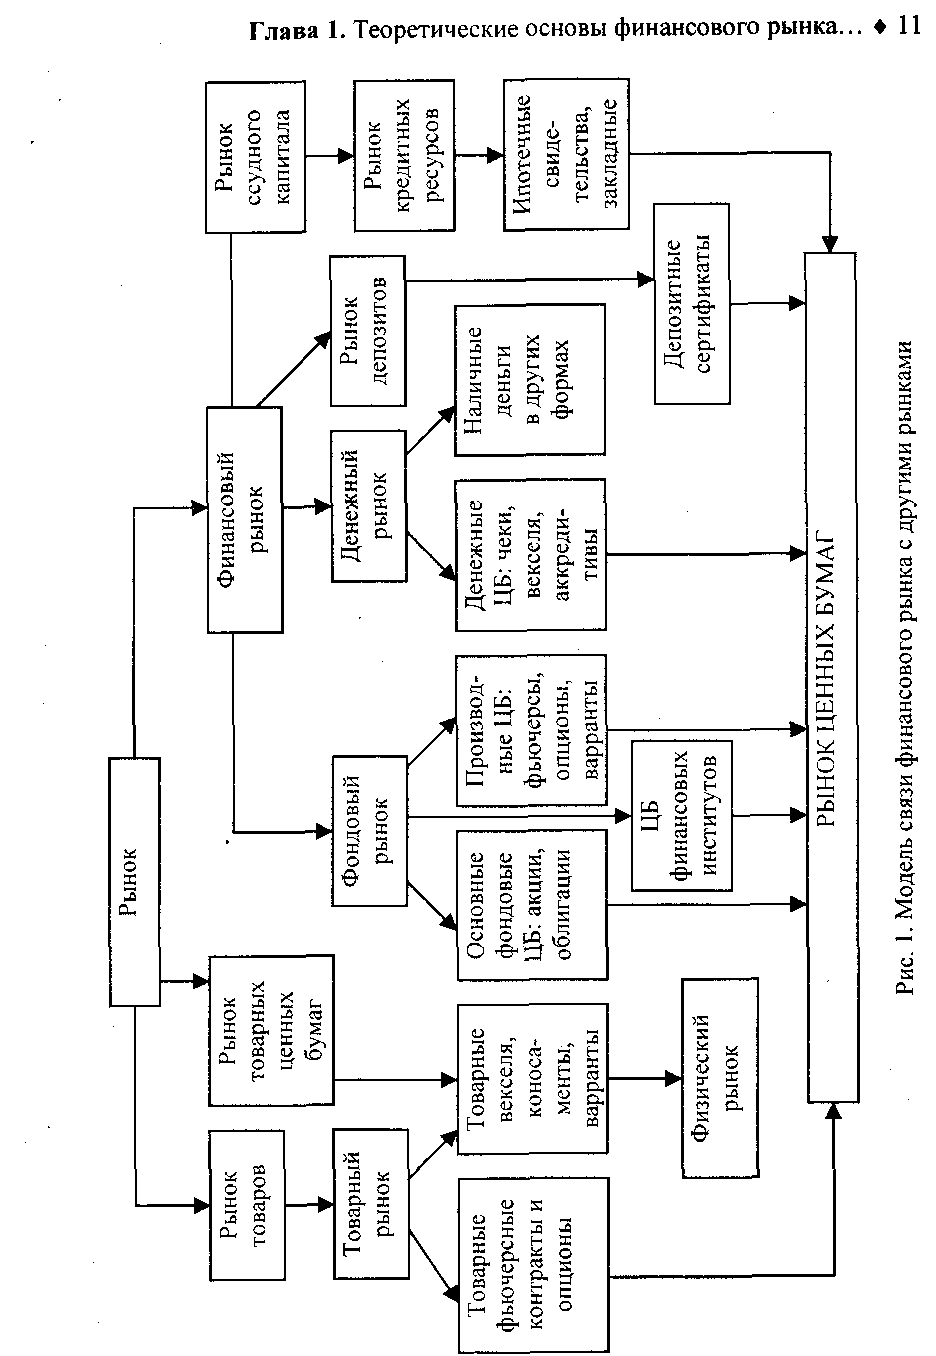 Глава 1. Теоретические основы финансового рынка... ♦ 11
Рынок
Рынок
товаров
Рынок
товарных
ценных
бумаг
Финансовый
рынок
Рынок
ссудного
капитала
Товарный
рынок
Фондовый
рынок
Денежный
рынок
Рынок
депозитов
Рынок
кредитных
ресурсов
Товарные
фьючерсные
контракты и
опционы
Товарные
векселя,
коноса-
менты,
варранты
Основные
фондовые
ЦБ: акции,
облигации
Производ-
ные ЦБ:
фьючерсы,
опционы,
варранты
Денежные
ЦБ: чеки,
векселя,
аккреди-
тивы
Наличные
деньги
в других
формах
Ипотечные
свиде-
тельства,
закладные
Физический
рынок
ЦБ
финансовых
институтов
Депозитные
сертификаты
РЫНОК ЦЕННЫХ БУМАГ
Рис. 1. Модель связи финансового рынка с другими рынками